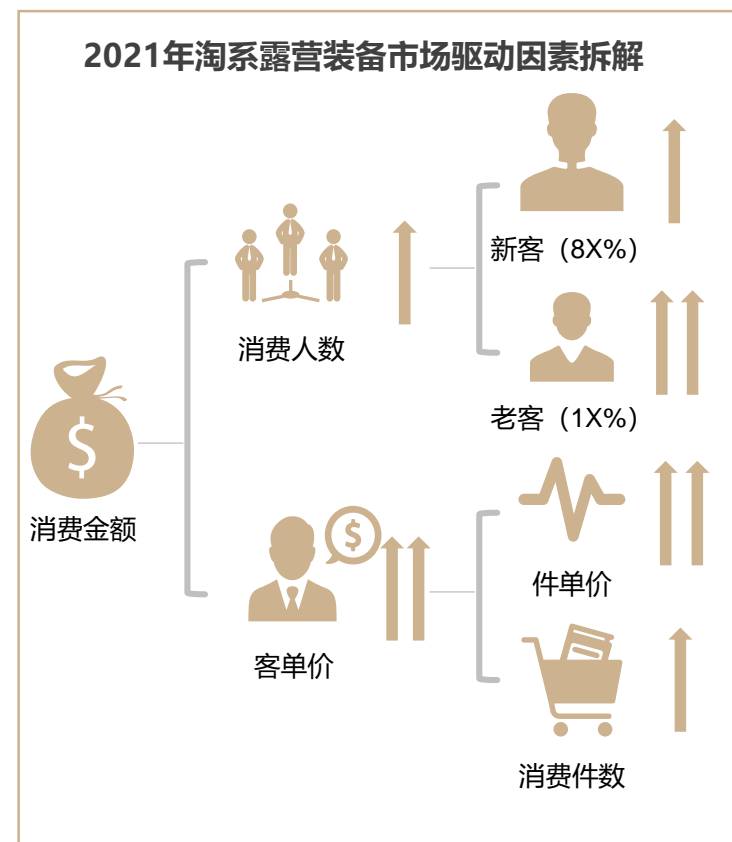 2021年淘系露营装备市场驱动因素拆解
新客（8X%）
消费人数
老客（1X%）
$
消费金额
$
件单价
客单价
消费件数